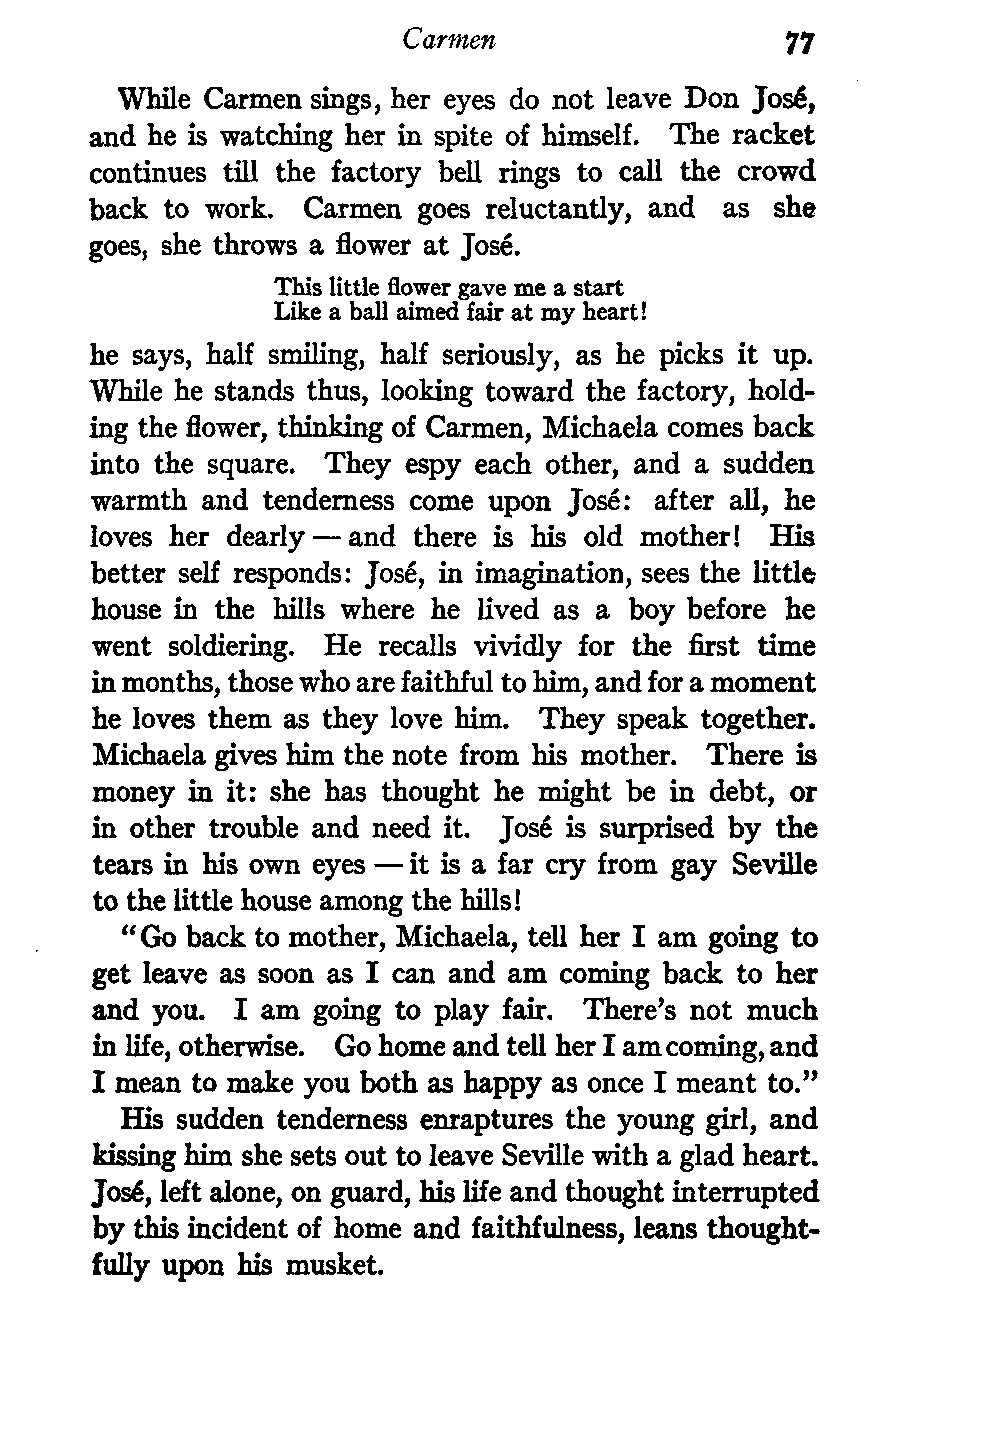 Carmen 77
While Carmen sings, her eyes do not leave Don José,
and he is watching her in spite of himself. The racket
continues till the factory bell rings to call the crowd
back to work. Carmen goes reluctantly, and as she
goes, she throws a flower at José.
This little flower gave me a start
Like a ball aimed fair at my heart!
he says, half smiling, half seriously, as he picks it up.
While he stands thus, looking toward the factory, hold-
ing the flower, thinking of Carmen, Michaela comes back
into the square. They espy each other, and a sudden
warmth and tenderness come upon José: after all, he
loves her dearly — and there is his old mother! His
better self responds: José, in imagination, sees the little
house in the hills where he lived as a boy before he
went soldiering. He recalls vividly for the first time
in months, those who are faithful to him, and for a moment
he loves them as they love him. They speak together.
Michaela gives him the note from his mother. There is
money in it: she has thought he might be in debt, or
in other trouble and need it. José is surprised by the
tears in his own eyes — it is a far cry from gay Seville
to the little house among the hills!
"Go back to mother, Michaela, tell her I am going to
get leave as soon as I can and am coming back to her
and you. I am going to play fair. There's not much
in life, otherwise. Go home and tell her I am coming, and
I mean to make you both as happy as once I meant to."
His sudden tenderness enraptures the young girl, and
kissing him she sets out to leave Seville with a glad heart.
José, left alone, on guard, his life and thought interrupted
by this incident of home and faithfulness, leans thought-
fully upon his musket.